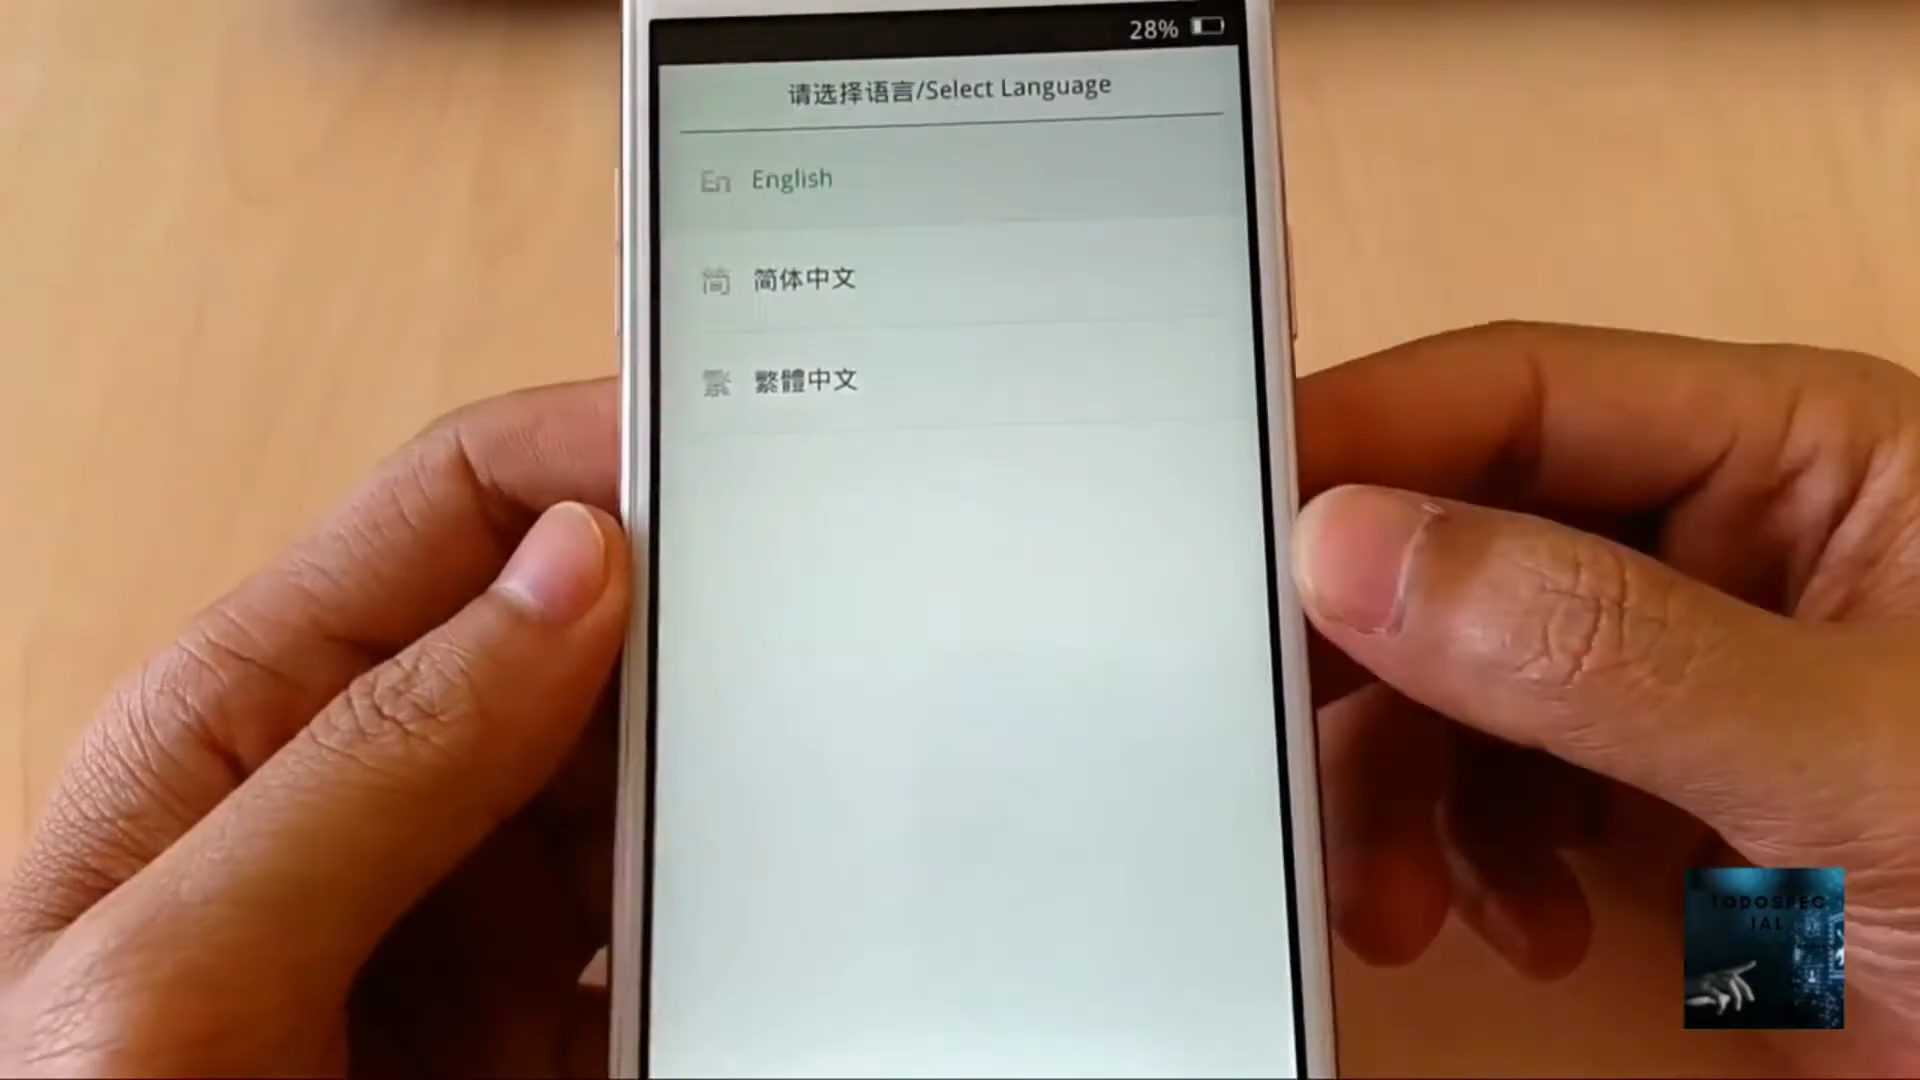 28%
请选择语言/Select Language
En English
简 简体中文
繁 繁體中文
TODOSPEC
IAL